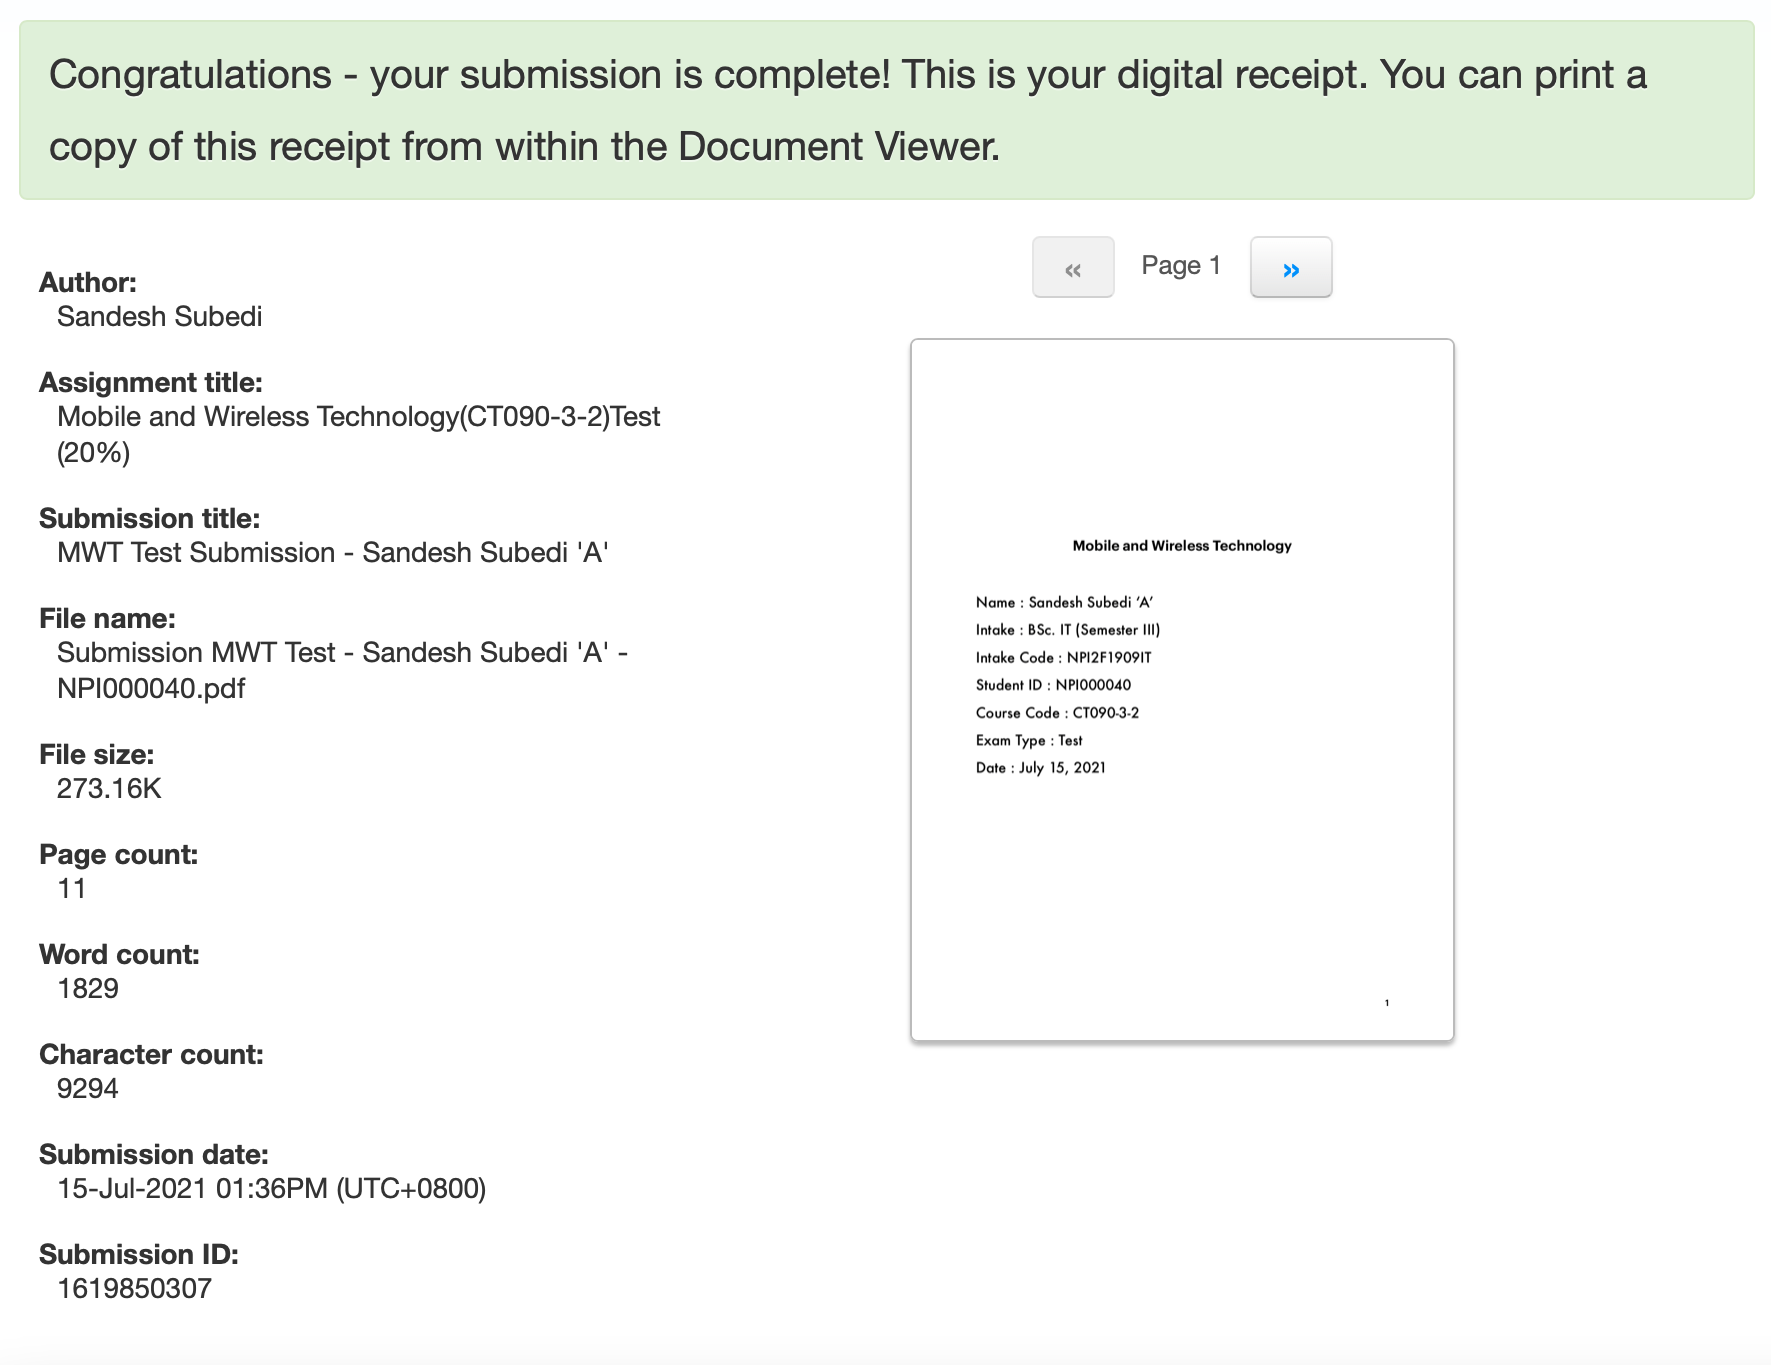 Congratulations - your submission is complete! This is your digital receipt. You can print a
copy of this receipt from within the Document Viewer.
Author:
Sandesh Subedi
Assignment title:
Mobile and Wireless Technology(CT090-3-2)Test
(20%)
Submission title:
MWT Test Submission - Sandesh Subedi 'A'
File name:
Submission MWT Test - Sandesh Subedi 'A' -
NPI000040.pdf
File size:
273.16K
Page count:
11
Word count:
1829
Character count:
9294
Submission date:
15-Jul-2021 01:36PM (UTC+0800)
Submission ID:
1619850307
« Page 1 »
Mobile and Wireless Technology
Name : Sandesh Subedi ‘A’
Intake : BSc. IT (Semester III)
Intake Code : NPI2F1909IT
Student ID : NPI000040
Course Code : CT090-3-2
Exam Type : Test
Date : July 15, 2021
1